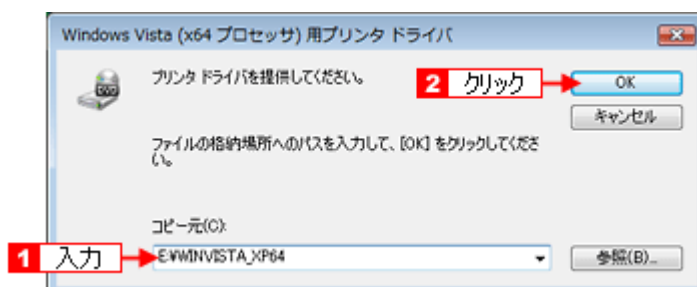 Windows Vista (x64 プロセッサ) 用プリンタ ドライバ
プリンタ ドライバを提供してください。
2 クリック
OK
キャンセル
ファイルの格納場所へのパスを入力して、[OK] をクリックしてくださ
い。
コピー元(C):
1 入力
E:¥WINVISTA_XP64
参照(B)...